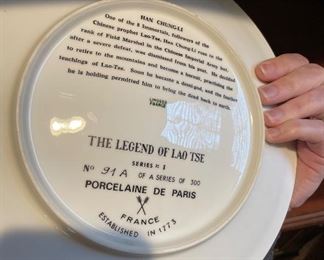 HAN CHUNG-LI
One of the 8 Immortals, followers of the
Chinese prophet Lao-Tse, Han Chung-Li rose to the
rank of Field Marshal in the Chinese Imperial Army but,
after a severe defeat, was dismissed from his post. He decided
to retire to the mountains and become a hermit, practising the
teachings of Lao-Tse. Soon he became a demi-god, and the feather
he is holding permitted him to bring the dead back to earth.
THE LEGEND OF LAO TSE
SERIES n: 1
No 91A OF A SERIES OF 300
PORCELAINE DE PARIS
FRANCE
ESTABLISHED IN 1773